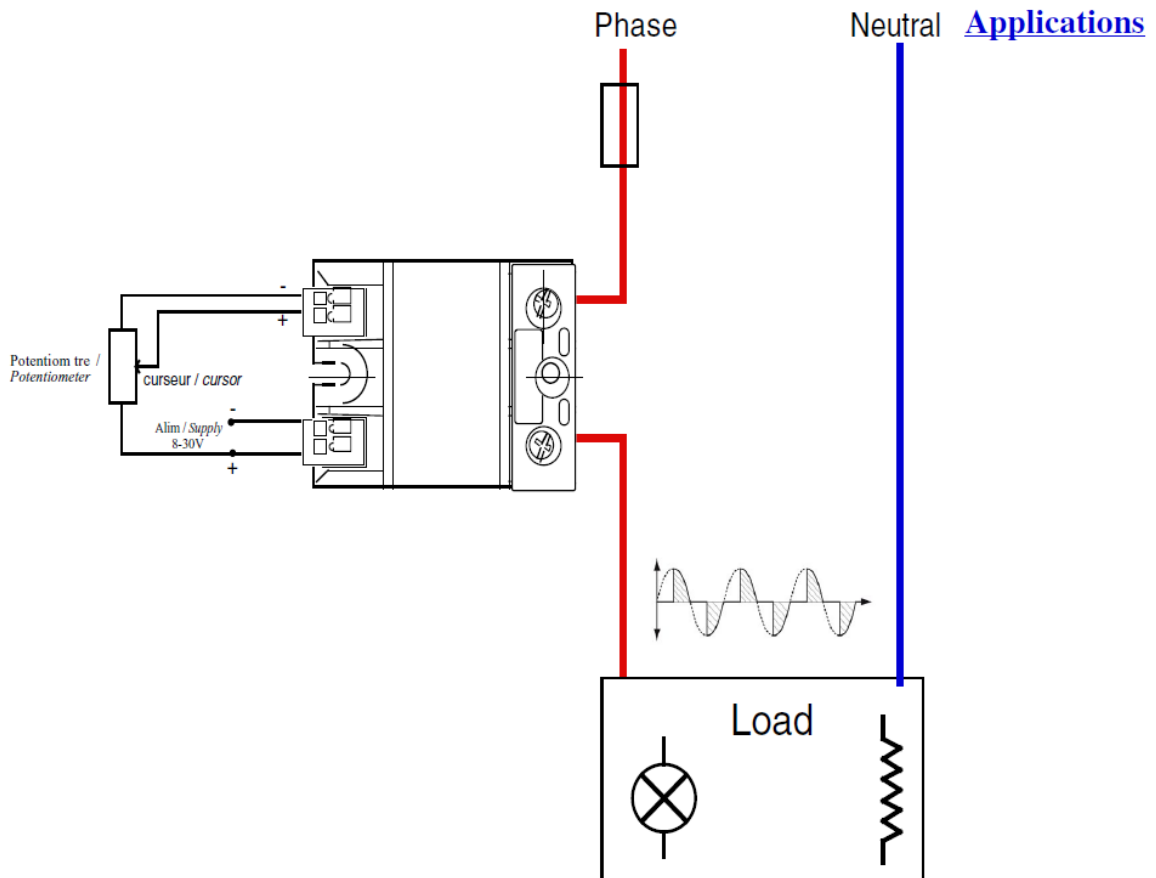 Phase
Neutral
Applications
-
+
Potentiom tre /
Potentiometer
curseur / cursor
-
Alim / Supply
8-30V
+
Load